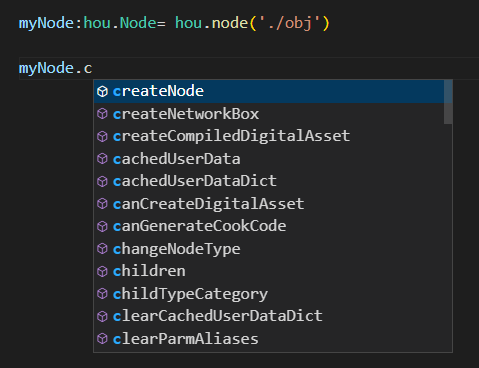 myNode:hou.Node= hou.node('./obj')
myNode.c
createNode
createNetworkBox
createCompiledDigitalAsset
cachedUserData
cachedUserDataDict
canCreateDigitalAsset
canGenerateCookCode
changeNodeType
children
childTypeCategory
clearCachedUserDataDict
clearParmAliases